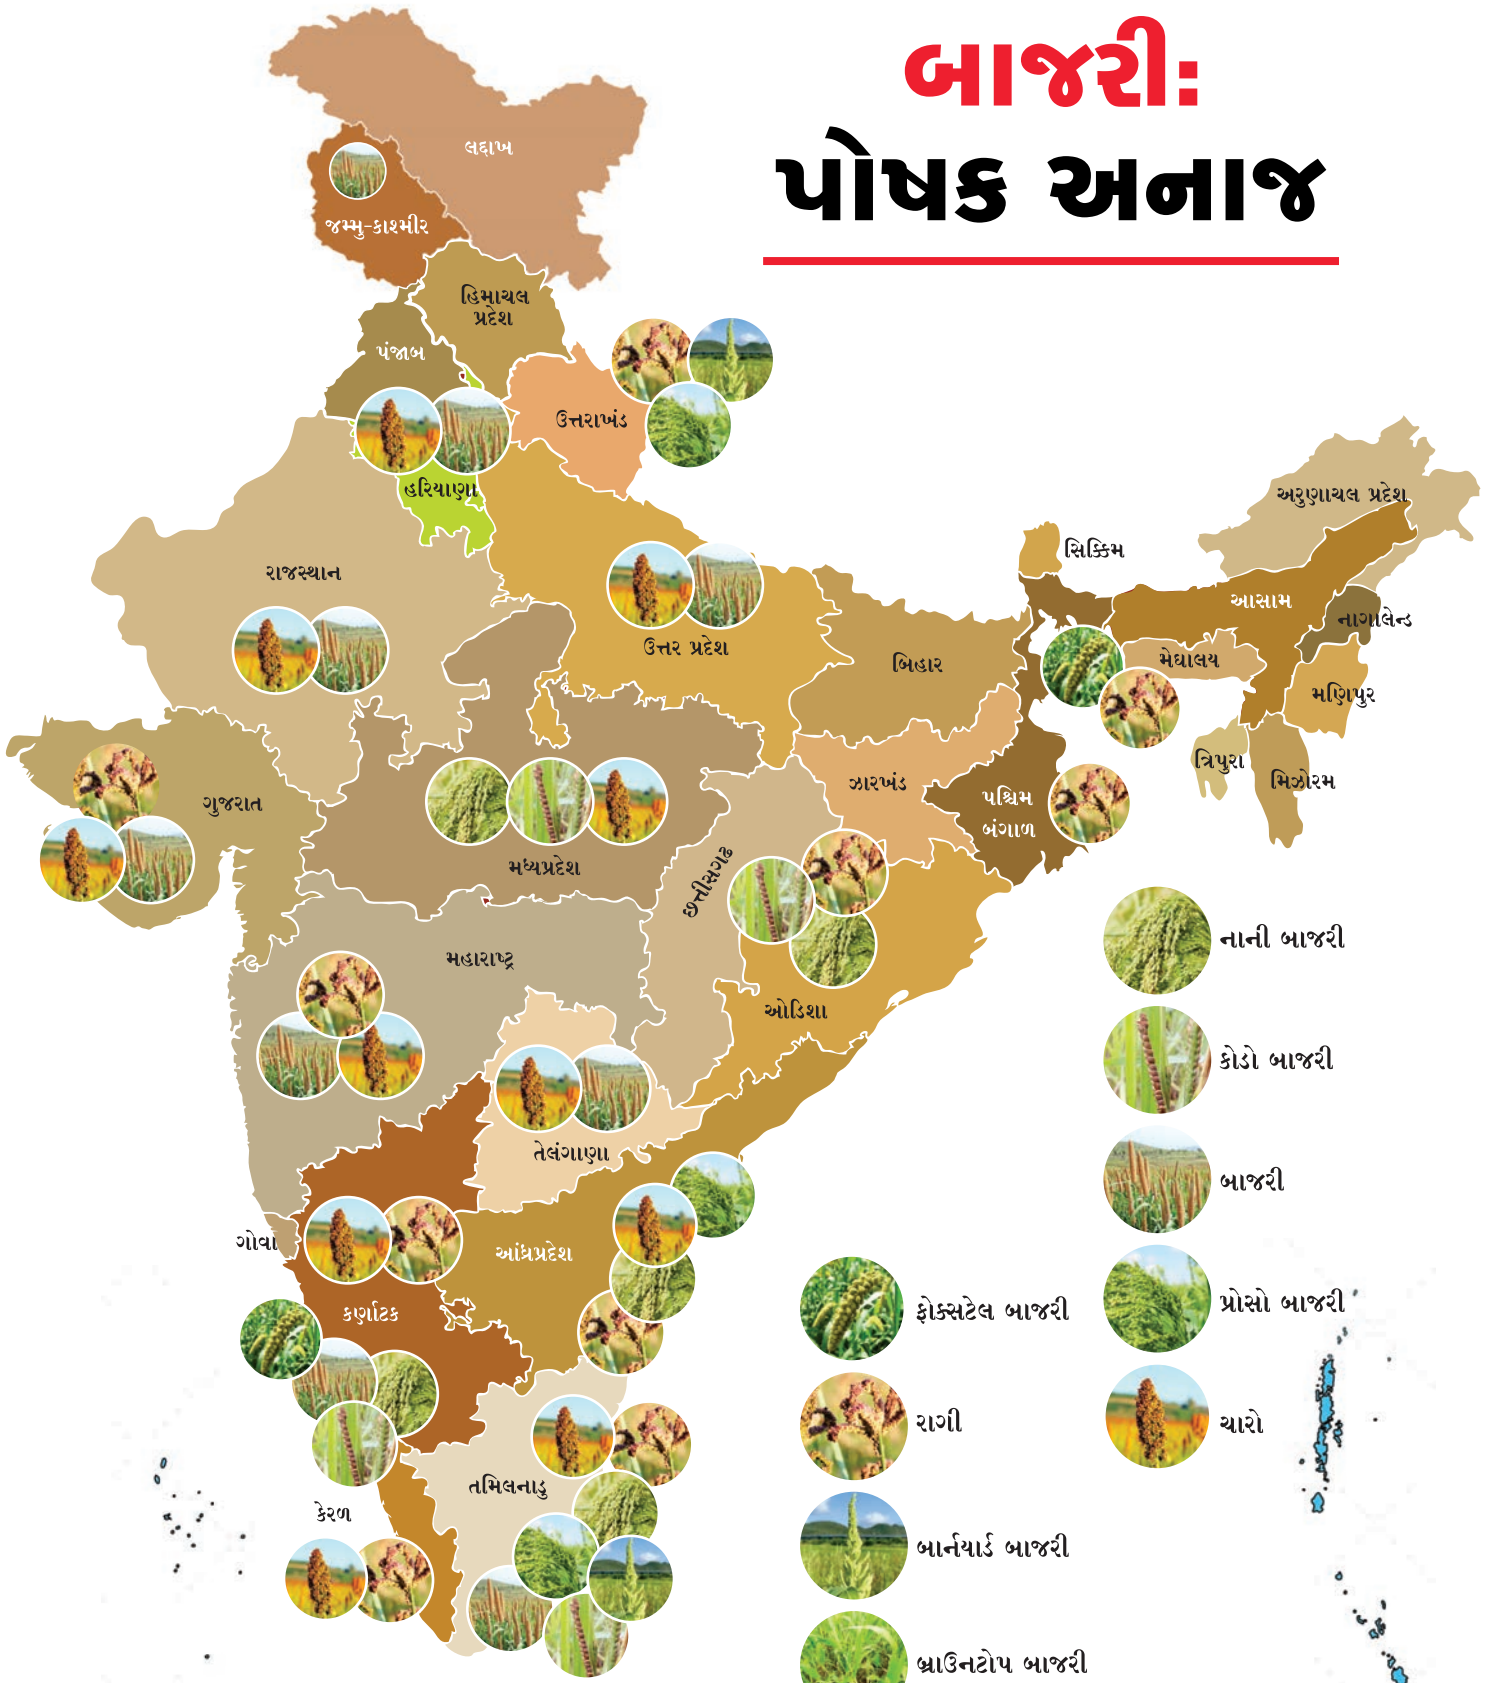 બાજરી:
પોષક અનાજ
લદ્દાખ
જમ્મુ-કાશ્મીર
હિમાચલ
પ્રદેશ
પંજાબ
ઉત્તરાખંડ
હરિયાણા
અરુણાચલ પ્રદેશ
સિક્કિમ
રાજસ્થાન
આસામ
નાગાલેન્ડ
ઉત્તર પ્રદેશ
બિહાર
મેઘાલય
મણિપુર
ત્રિપુરા
મિઝોરમ
ગુજરાત
ઝારખંડ
પશ્ચિમ
બંગાળ
મધ્યપ્રદેશ
છત્તીસગઢ
નાની બાજરી
મહારાષ્ટ્ર
ઓડિશા
કોડો બાજરી
તેલંગાણા
બાજરી
ગોવા
આંધ્રપ્રદેશ
કર્ણાટક
ફોક્સટેલ બાજરી
પ્રોસો બાજરી
રાગી
ચારો
તમિલનાડુ
કેરળ
બાર્નયાર્ડ બાજરી
બ્રાઉનટોપ બાજરી